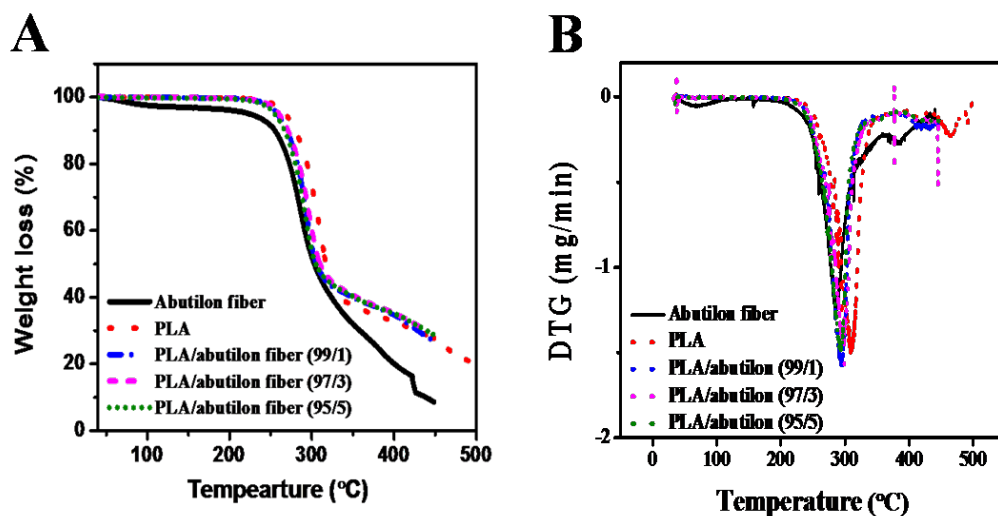 A
Weight loss (%)
100
80
60
40
20
0
Abutilon fiber
PLA
PLA/abutilon fiber (99/1)
PLA/abutilon fiber (97/3)
PLA/abutilon fiber (95/5)
100
200
300
400
500
Tempearture (°C)
B
DTG (mg/min)
0
-1
-2
Abutilon fiber
PLA
PLA/abutilon (99/1)
PLA/abutilon (97/3)
PLA/abutilon (95/5)
0
100
200
300
400
500
Temperature (°C)